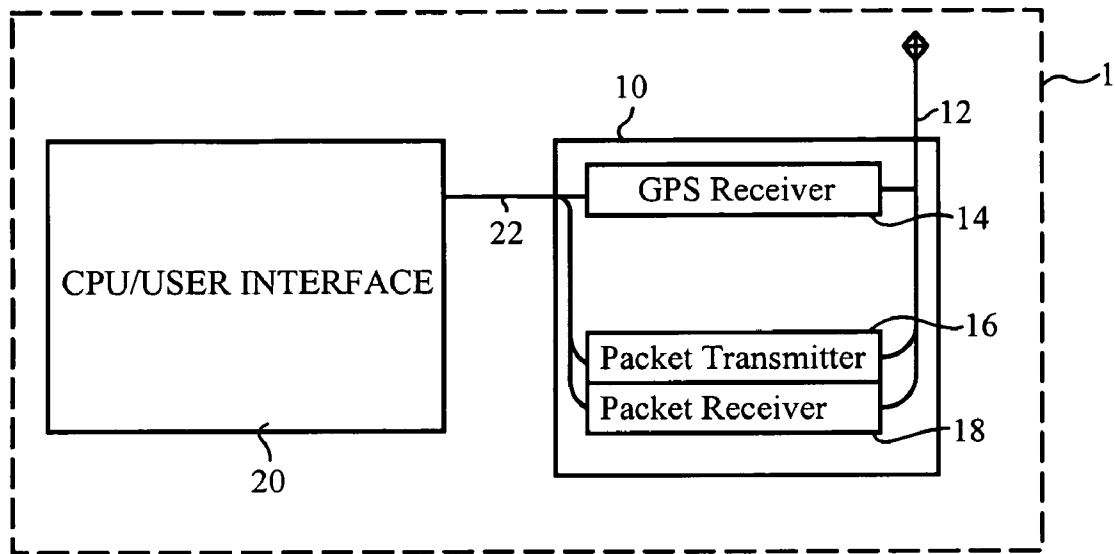 1
10
12
GPS Receiver
14
22
CPU/USER INTERFACE
16
Packet Transmitter
Packet Receiver
18
20